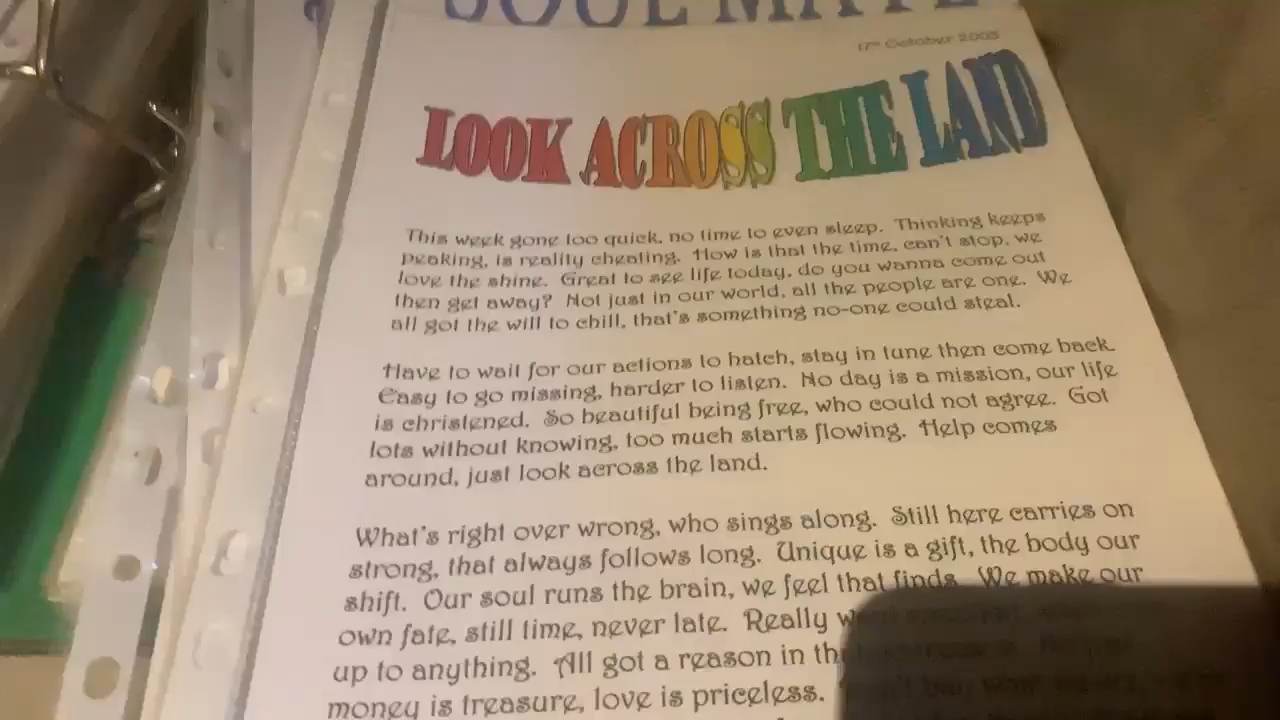 SOUL MATE
17th October 2005
LOOK ACROSS THE LAND
This week gone too quick, no time to even sleep. Thinking keeps
peaking, is reality cheating. How is that the time, can't stop, we
love the shine. Great to see life today, do you wanna come out
then get away? Not just in our world, all the people are one. We
all got the will to chill, that's something no-one could steal.
Have to wait for our actions to hatch, stay in tune then come back.
Easy to go missing, harder to listen. No day is a mission, our life
is christened. So beautiful being free, who could not agree. Got
lots without knowing, too much starts flowing. Help comes
around, just look across the land.
What's right over wrong, who sings along. Still here carries on
strong, that always follows long. Unique is a gift, the body our
shift. Our soul runs the brain, we feel that finds. We make our
own fate, still time, never late. Really
up to anything. All got a reason in
money is treasure, love is priceless.